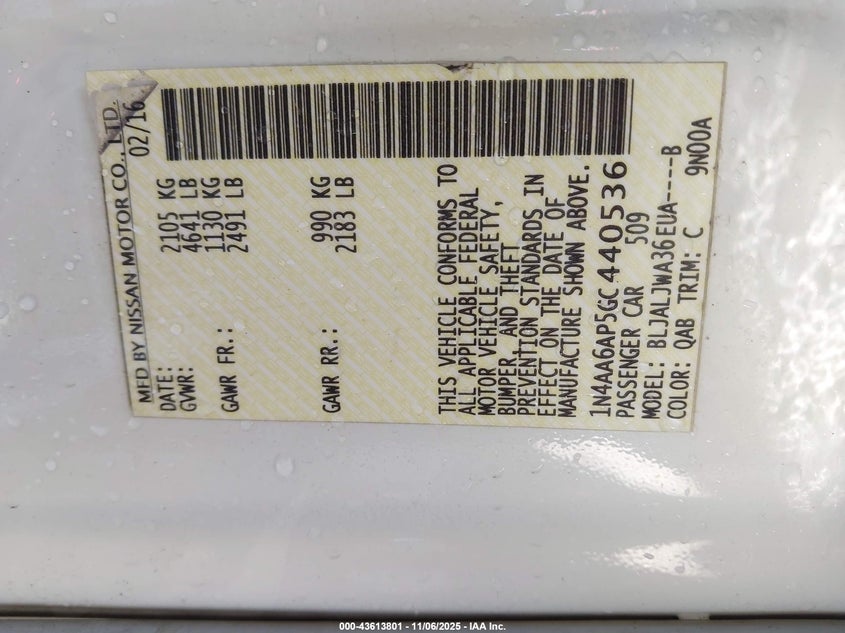 MFD BY NISSAN MOTOR CO., LTD.
DATE: 02/16
GVWR: 2105 KG
4641 LB
GAWR FR.: 1130 KG
2491 LB
GAWR RR.: 990 KG
2183 LB
THIS VEHICLE CONFORMS TO
ALL APPLICABLE FEDERAL
MOTOR VEHICLE SAFETY,
BUMPER, AND THEFT
PREVENTION STANDARDS IN
EFFECT ON THE DATE OF
MANUFACTURE SHOWN ABOVE.
1N4AA6AP5GC440536
PASSENGER CAR 509
MODEL: BLJALJWA36EUA----B
COLOR: QAB TRIM: C 9N00A
000-43613801 - 11/06/2025 - IAA Inc.